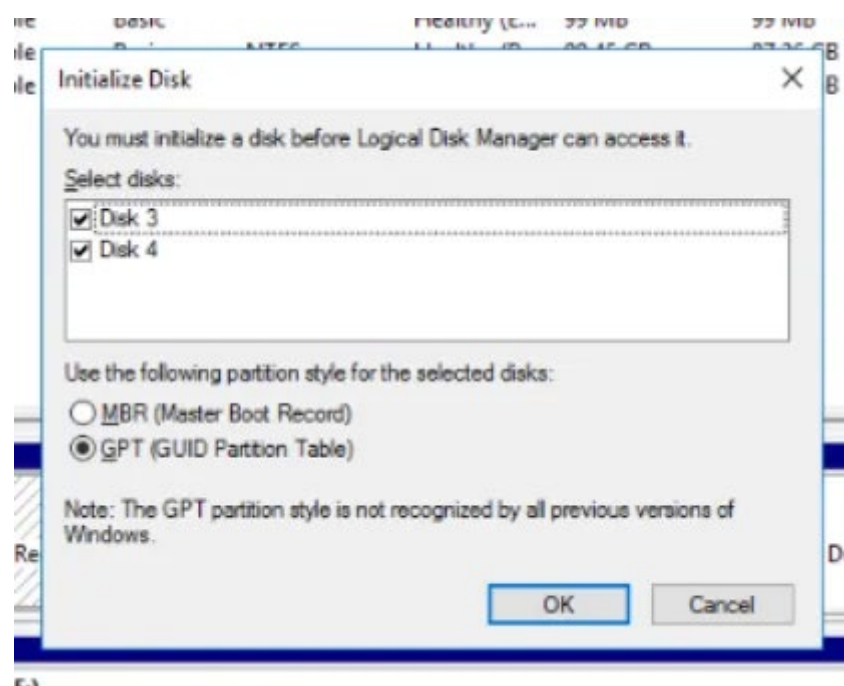 Basic Healthy (E... 99 MB 99 MB
NTFS
Initialize Disk
You must initialize a disk before Logical Disk Manager can access it.
Select disks:
Disk 3
Disk 4
Use the following partition style for the selected disks:
MBR (Master Boot Record)
GPT (GUID Partition Table)
Note: The GPT partition style is not recognized by all previous versions of
Windows.
Re
OK Cancel